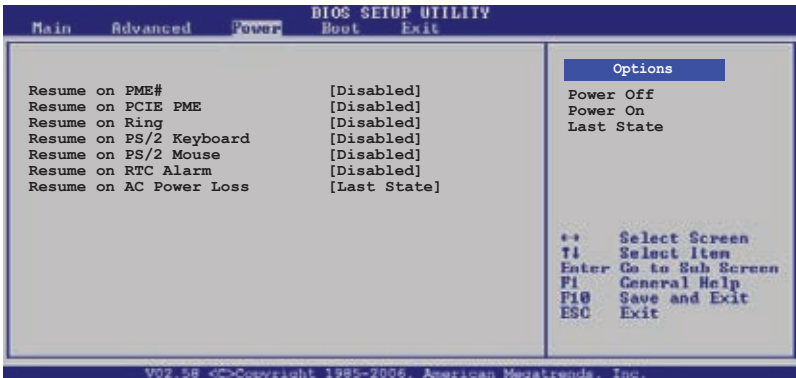 BIOS SETUP UTILITY
Main Advanced Power Boot Exit
Resume on PME# [Disabled]
Resume on PCIE PME [Disabled]
Resume on Ring [Disabled]
Resume on PS/2 Keyboard [Disabled]
Resume on PS/2 Mouse [Disabled]
Resume on RTC Alarm [Disabled]
Resume on AC Power Loss [Last State]
Options
Power Off
Power On
Last State
↔ Select Screen
↑↓ Select Item
Enter Go to Sub Screen
F1 General Help
F10 Save and Exit
ESC Exit
V02.58 <C>Copyright 1985-2006, American Megatrends, Inc.